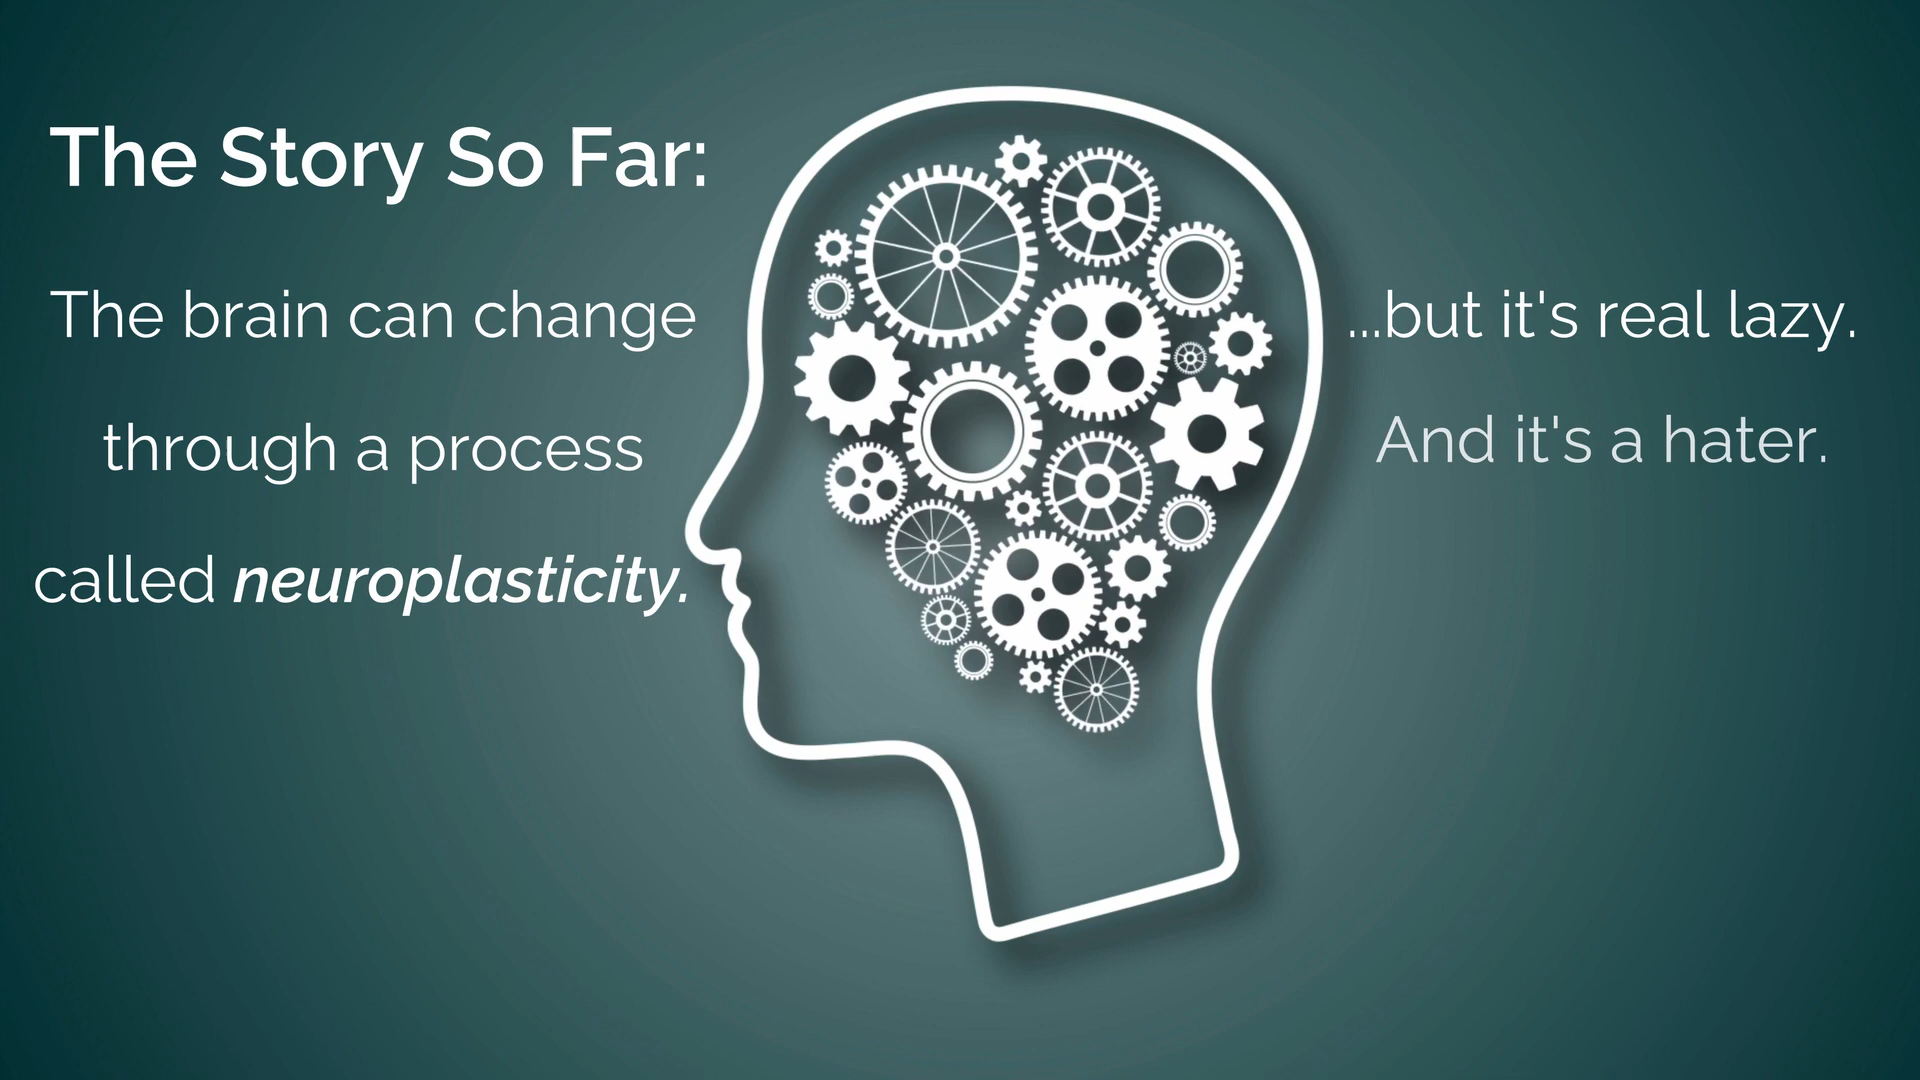 The Story So Far:
The brain can change
through a process
called neuroplasticity.
...but it's real lazy.
And it's a hater.